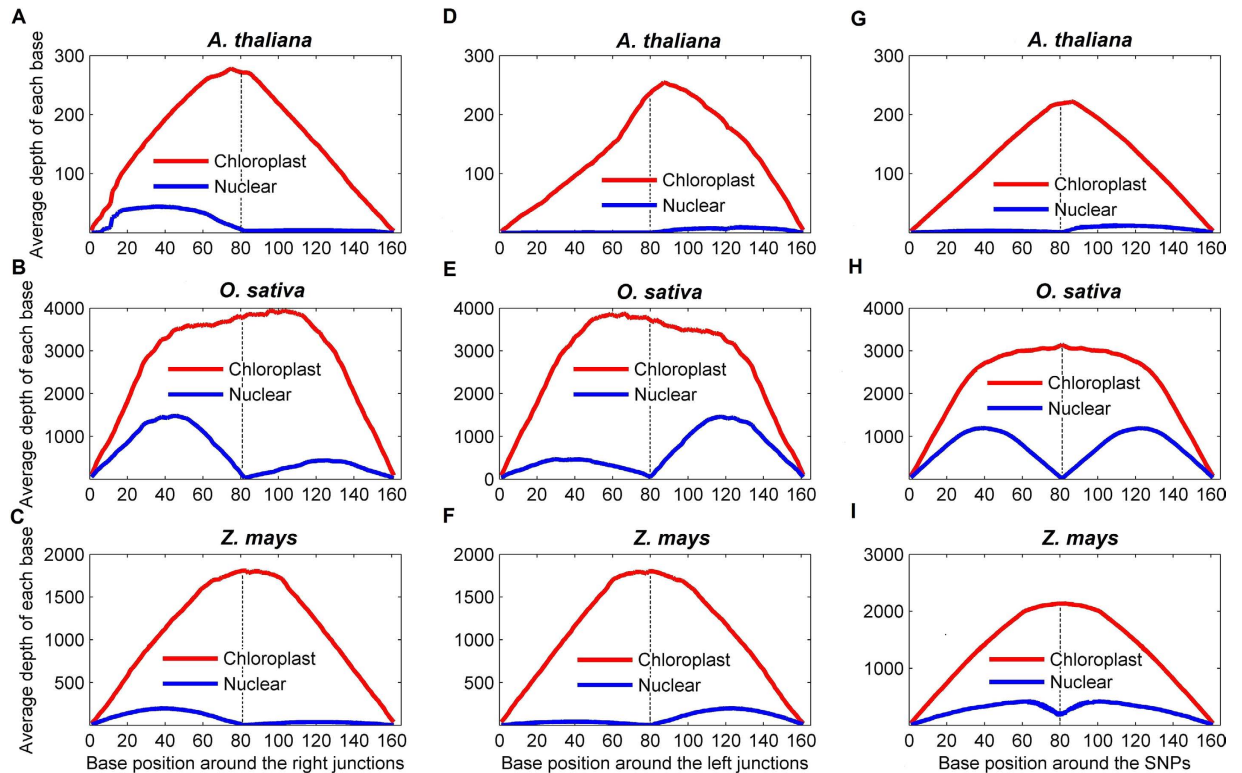 A
A. thaliana
Average depth of each base
300
200
100
Chloroplast
Nuclear
0 20 40 60 80 100 120 140 160
D
A. thaliana
300
200
100
Chloroplast
Nuclear
0 20 40 60 80 100 120 140 160
G
A. thaliana
300
200
100
Chloroplast
Nuclear
0 20 40 60 80 100 120 140 160
B
O. sativa
Average depth of each base
4000
3000
2000
1000
Chloroplast
Nuclear
0 20 40 60 80 100 120 140 160
E
O. sativa
4000
3000
2000
1000
0
Chloroplast
Nuclear
0 20 40 60 80 100 120 140 160
H
O. sativa
4000
3000
2000
1000
Chloroplast
Nuclear
0 20 40 60 80 100 120 140 160
C
Z. mays
Average depth of each base
2000
1500
1000
500
Chloroplast
Nuclear
0 20 40 60 80 100 120 140 160
Base position around the right junctions
F
Z. mays
2000
1500
1000
500
Chloroplast
Nuclear
0 20 40 60 80 100 120 140 160
Base position around the left junctions
I
Z. mays
3000
2000
1000
Chloroplast
Nuclear
0 20 40 60 80 100 120 140 160
Base position around the SNPs